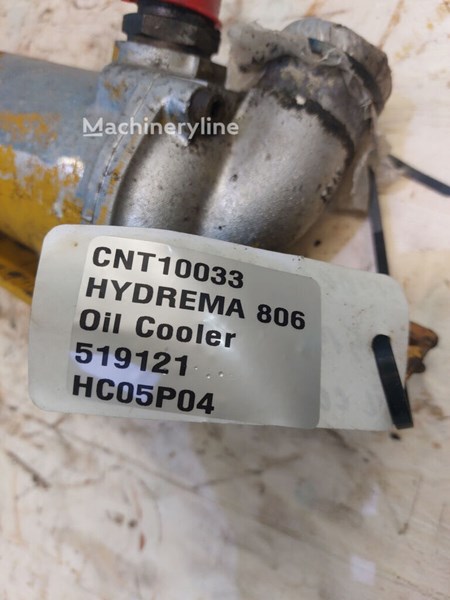 Machineryline
CNT10033
HYDREMA 806
Oil Cooler
519121
HC05P04